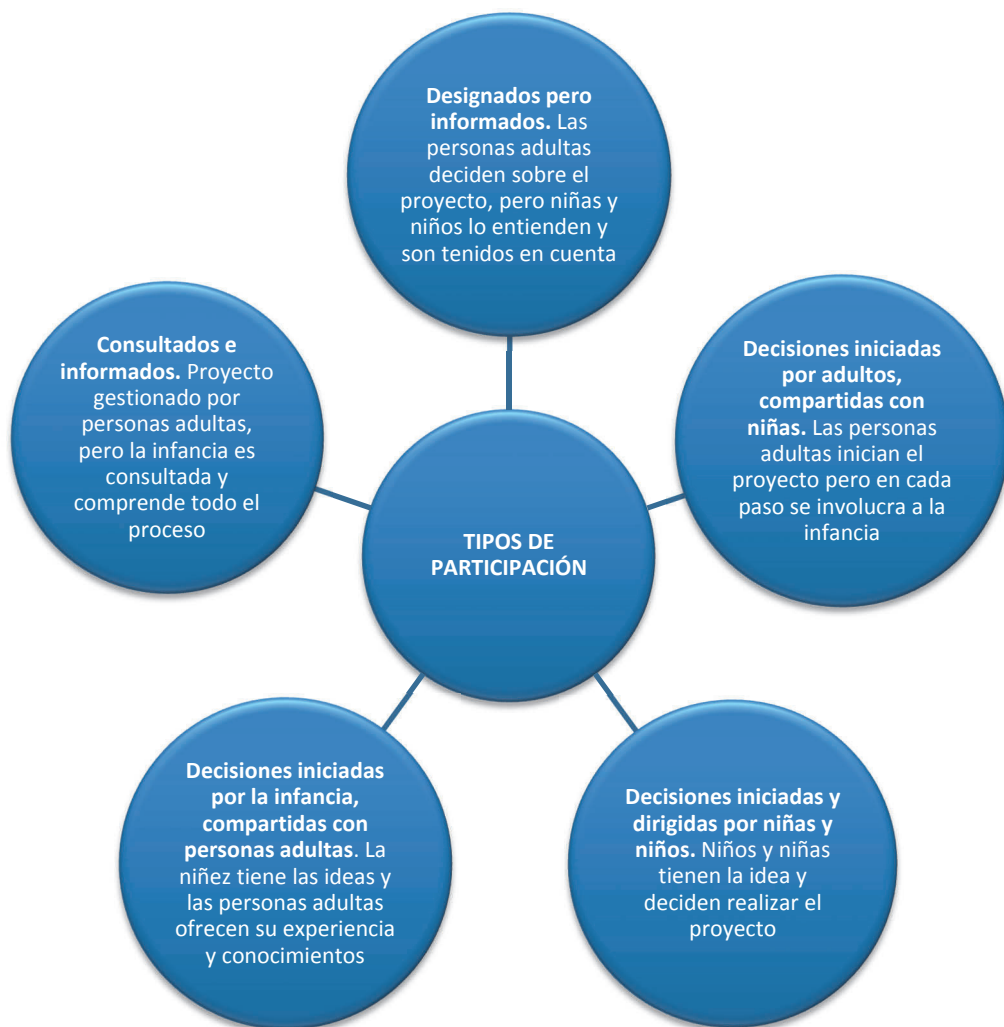 Designados pero
informados. Las
personas adultas
deciden sobre el
proyecto, pero niñas y
niños lo entienden y
son tenidos en cuenta
Consultados e
informados. Proyecto
gestionado por
personas adultas,
pero la infancia es
consultada y
comprende todo el
proceso
Decisiones iniciadas
por adultos,
compartidas con
niñas. Las personas
adultas inician el
proyecto pero en cada
paso se involucra a la
infancia
TIPOS DE
PARTICIPACIÓN
Decisiones iniciadas
por la infancia,
compartidas con
personas adultas. La
niñez tiene las ideas y
las personas adultas
ofrecen su experiencia
y conocimientos
Decisiones iniciadas y
dirigidas por niñas y
niños. Niños y niñas
tienen la idea y
deciden realizar el
proyecto